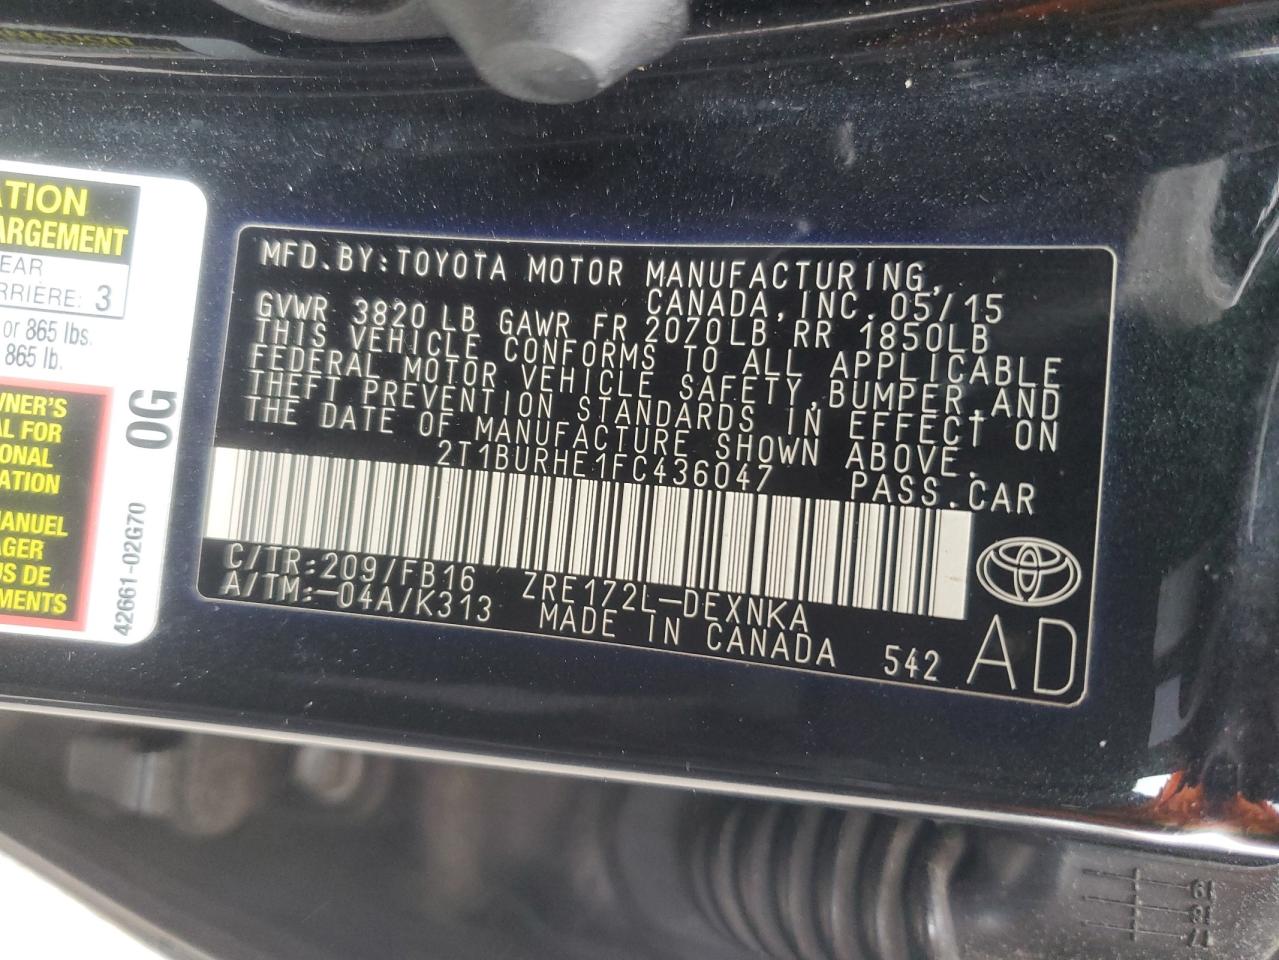 ATION
ARGEMENT
EAR
RRIÈRE: 3
or 865 lbs.
865 lb.
WNER'S
AL FOR
IONAL
ATION
MANUEL
AGER
US DE
EMENTS
0G
42661-02G70
MFD.BY:TOYOTA MOTOR MANUFACTURING,
CANADA,INC.05/15
GVWR 3820 LB GAWR FR 2070LB RR 1850LB
THIS VEHICLE CONFORMS TO ALL APPLICABLE
FEDERAL MOTOR VEHICLE SAFETY,BUMPER,AND
THEFT PREVENTION STANDARDS IN EFFECT ON
THE DATE OF MANUFACTURE SHOWN ABOVE.
2T1BURHE1FC436047 PASS.CAR
C/TR:209/FB16 ZRE172L-DEXNKA
A/TM:-04A/K313 MADE IN CANADA 542 AD